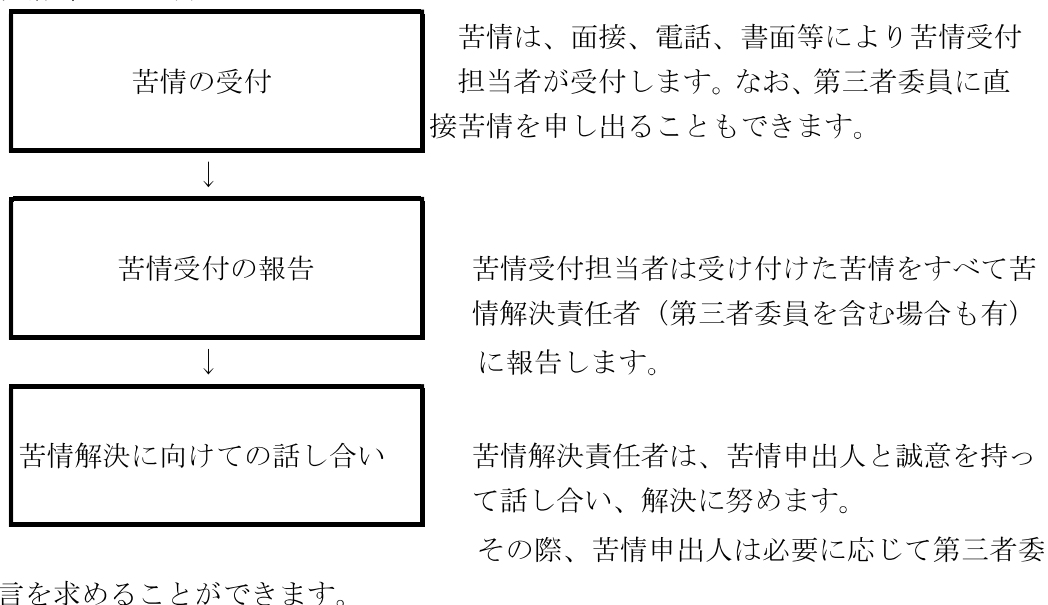 苦情の受付
苦情は、面接、電話、書面等により苦情受付
担当者が受付します。なお、第三者委員に直
接苦情を申し出ることもできます。
↓
苦情受付の報告
苦情受付担当者は受け付けた苦情をすべて苦
情解決責任者（第三者委員を含む場合も有）
に報告します。
↓
苦情解決に向けての話し合い
苦情解決責任者は、苦情申出人と誠意を持っ
て話し合い、解決に努めます。
その際、苦情申出人は必要に応じて第三者委
言を求めることができます。